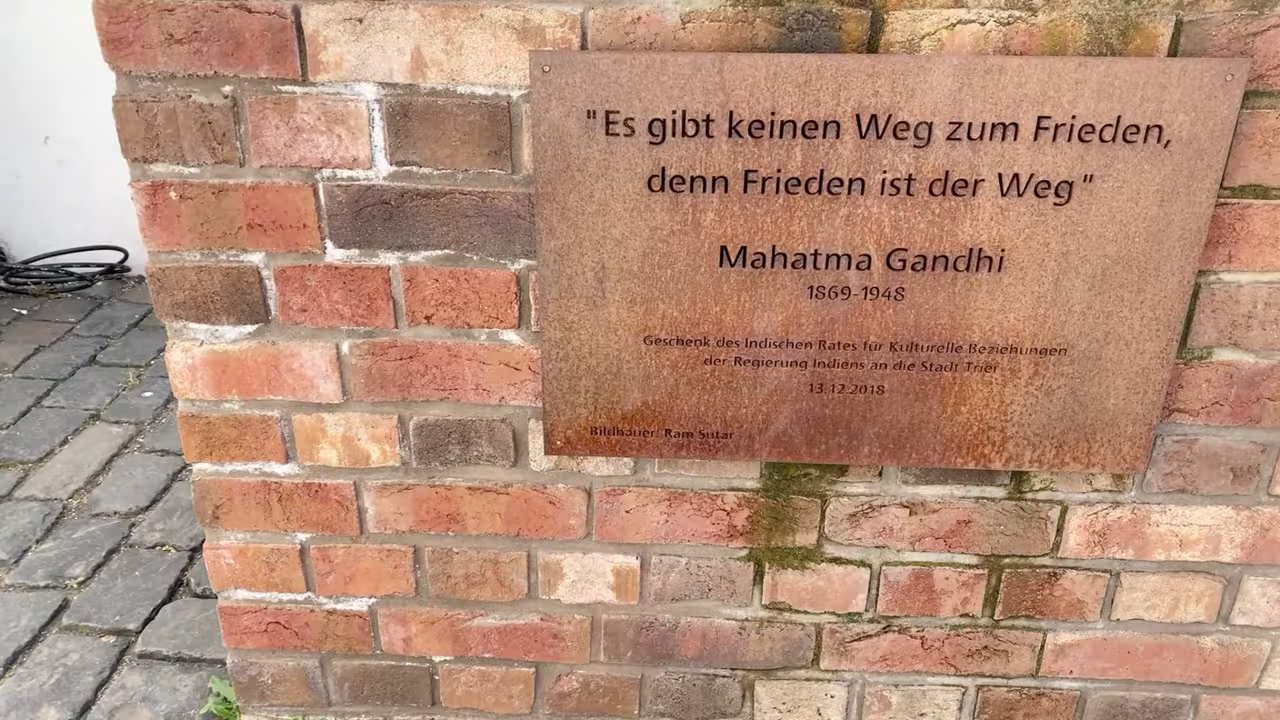 "Es gibt keinen Weg zum Frieden,
denn Frieden ist der Weg"
Mahatma Gandhi
1869-1948
Geschenk des Indischen Rates für Kulturelle Beziehungen
der Regierung Indiens an die Stadt Trier
13.12.2018
Bildhauer: Ram Sutar